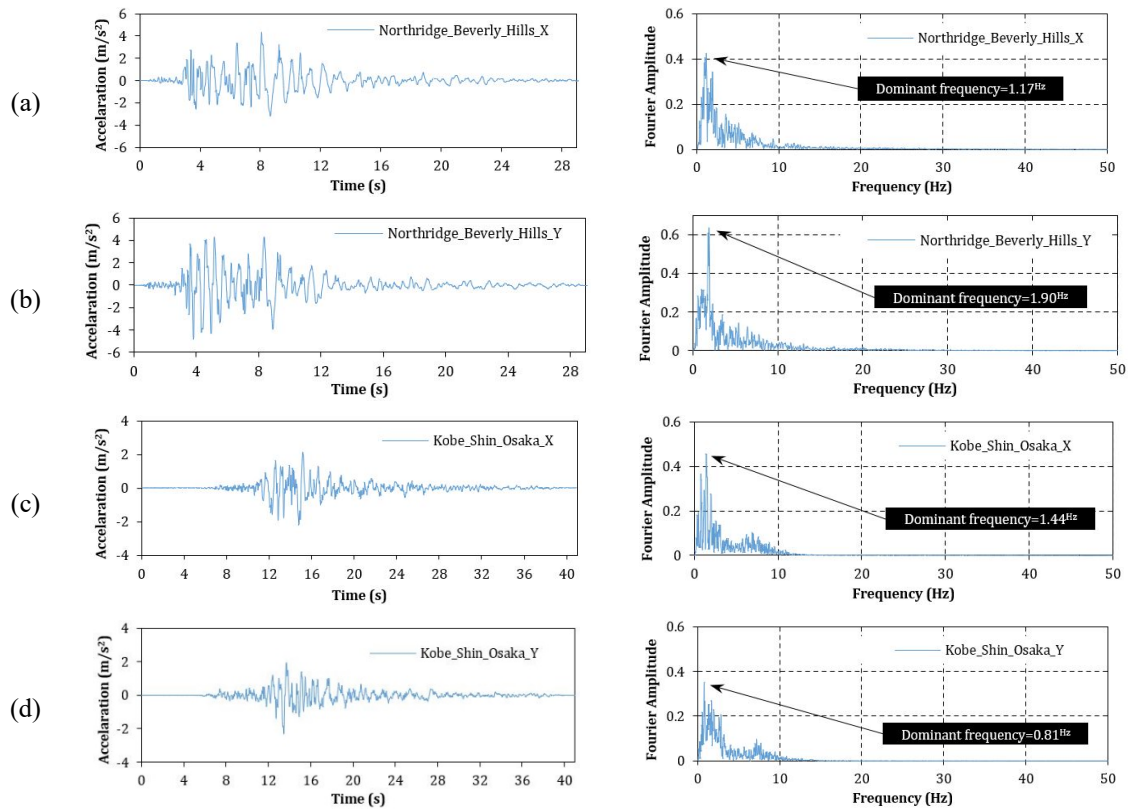 (a)
Accelaration (m/s²)
6
4
2
0
-2
-4
-6
Northridge_Beverly_Hills_X
0 4 8 12 16 20 24 28
Time (s)
Fourier Amplitude
0.6
0.4
0.2
0
Northridge_Beverly_Hills_X
Dominant frequency=1.17Hz
0 10 20 30 40 50
Frequency (Hz)
(b)
Accelaration (m/s²)
6
4
2
0
-2
-4
-6
Northridge_Beverly_Hills_Y
0 4 8 12 16 20 24 28
Time (s)
Fourier Amplitude
0.6
0.4
0.2
0
Northridge_Beverly_Hills_Y
Dominant frequency=1.90Hz
0 10 20 30 40 50
Frequency (Hz)
(c)
Accelaration (m/s²)
4
2
0
-2
-4
Kobe_Shin_Osaka_X
0 4 8 12 16 20 24 28 32 36 40
Time (s)
Fourier Amplitude
0.6
0.4
0.2
0
Kobe_Shin_Osaka_X
Dominant frequency=1.44Hz
0 10 20 30 40 50
Frequency (Hz)
(d)
Accelaration (m/s²)
4
2
0
-2
-4
Kobe_Shin_Osaka_Y
0 4 8 12 16 20 24 28 32 36 40
Time (s)
Fourier Amplitude
0.6
0.4
0.2
0
Kobe_Shin_Osaka_Y
Dominant frequency=0.81Hz
0 10 20 30 40 50
Frequency (Hz)